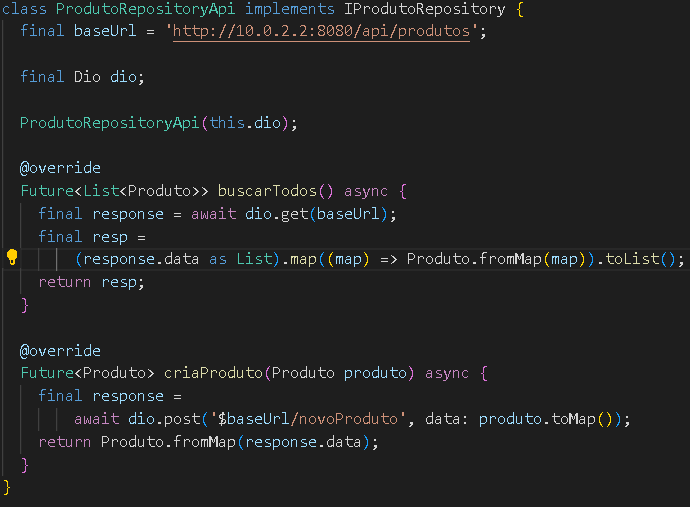 class ProdutoRepositoryApi implements IProdutoRepository {
final baseUrl = 'http://10.0.2.2:8080/api/produtos';
final Dio dio;
ProdutoRepositoryApi(this.dio);
@override
Future<List<Produto>> buscarTodos() async {
final response = await dio.get(baseUrl);
final resp =
(response.data as List).map((map) => Produto.fromMap(map)).toList();
return resp;
}
@override
Future<Produto> criaProduto(Produto produto) async {
final response =
await dio.post('$baseUrl/novoProduto', data: produto.toMap());
return Produto.fromMap(response.data);
}
}